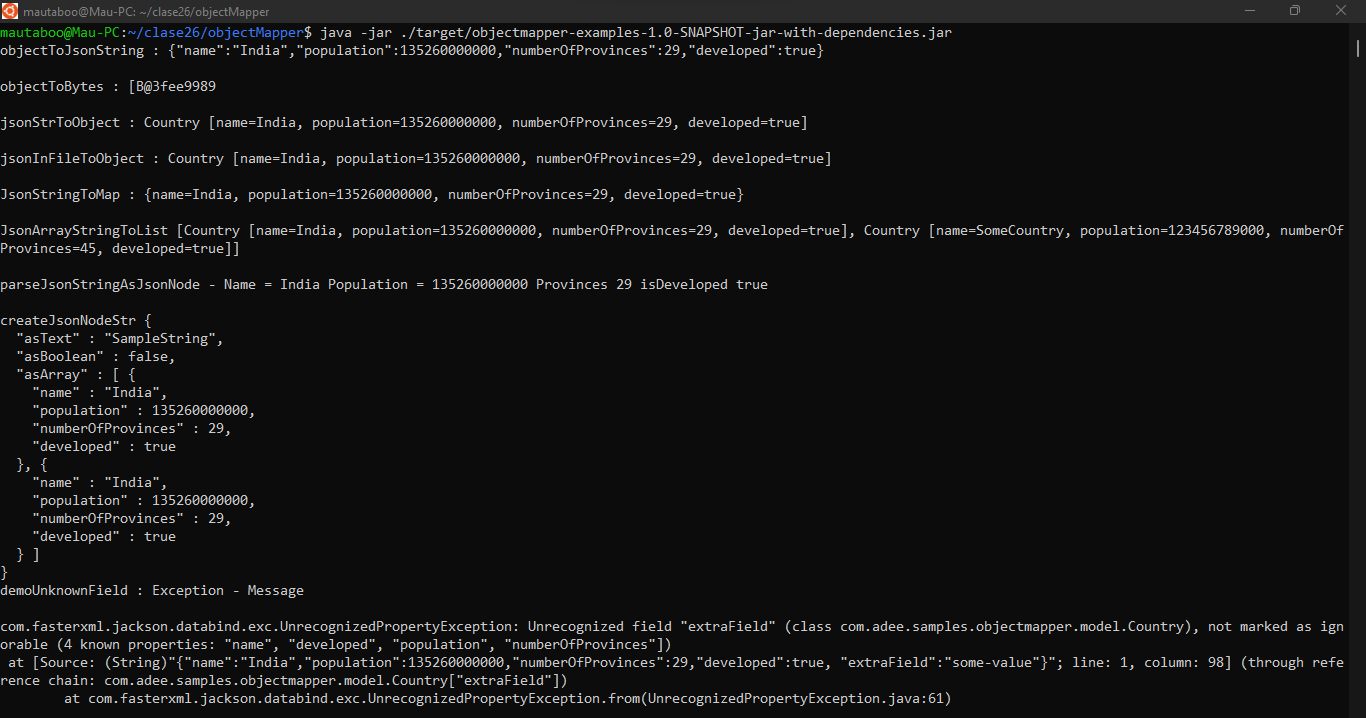 mautaboo@Mau-PC: ~/clase26/objectMapper
mautaboo@Mau-PC:~/clase26/objectMapper$ java -jar ./target/objectmapper-examples-1.0-SNAPSHOT-jar-with-dependencies.jar
objectToJsonString : {"name":"India","population":135260000000,"numberOfProvinces":29,"developed":true}
objectToBytes : [B@3fee9989
jsonStrToObject : Country [name=India, population=135260000000, numberOfProvinces=29, developed=true]
jsonInFileToObject : Country [name=India, population=135260000000, numberOfProvinces=29, developed=true]
JsonStringToMap : {name=India, population=135260000000, numberOfProvinces=29, developed=true}
JsonArrayStringToList [Country [name=India, population=135260000000, numberOfProvinces=29, developed=true], Country [name=SomeCountry, population=123456789000, numberOf
Provinces=45, developed=true]]
parseJsonStringAsJsonNode - Name = India Population = 135260000000 Provinces 29 isDeveloped true
createJsonNodeStr {
  "asText" : "SampleString",
  "asBoolean" : false,
  "asArray" : [ {
    "name" : "India",
    "population" : 135260000000,
    "numberOfProvinces" : 29,
    "developed" : true
  }, {
    "name" : "India",
    "population" : 135260000000,
    "numberOfProvinces" : 29,
    "developed" : true
  } ]
}
demoUnknownField : Exception - Message
com.fasterxml.jackson.databind.exc.UnrecognizedPropertyException: Unrecognized field "extraField" (class com.adee.samples.objectmapper.model.Country), not marked as ign
orable (4 known properties: "name", "developed", "population", "numberOfProvinces"])
 at [Source: (String)"{"name":"India","population":135260000000,"numberOfProvinces":29,"developed":true, "extraField":"some-value"}"; line: 1, column: 98] (through refe
rence chain: com.adee.samples.objectmapper.model.Country["extraField"])
        at com.fasterxml.jackson.databind.exc.UnrecognizedPropertyException.from(UnrecognizedPropertyException.java:61)